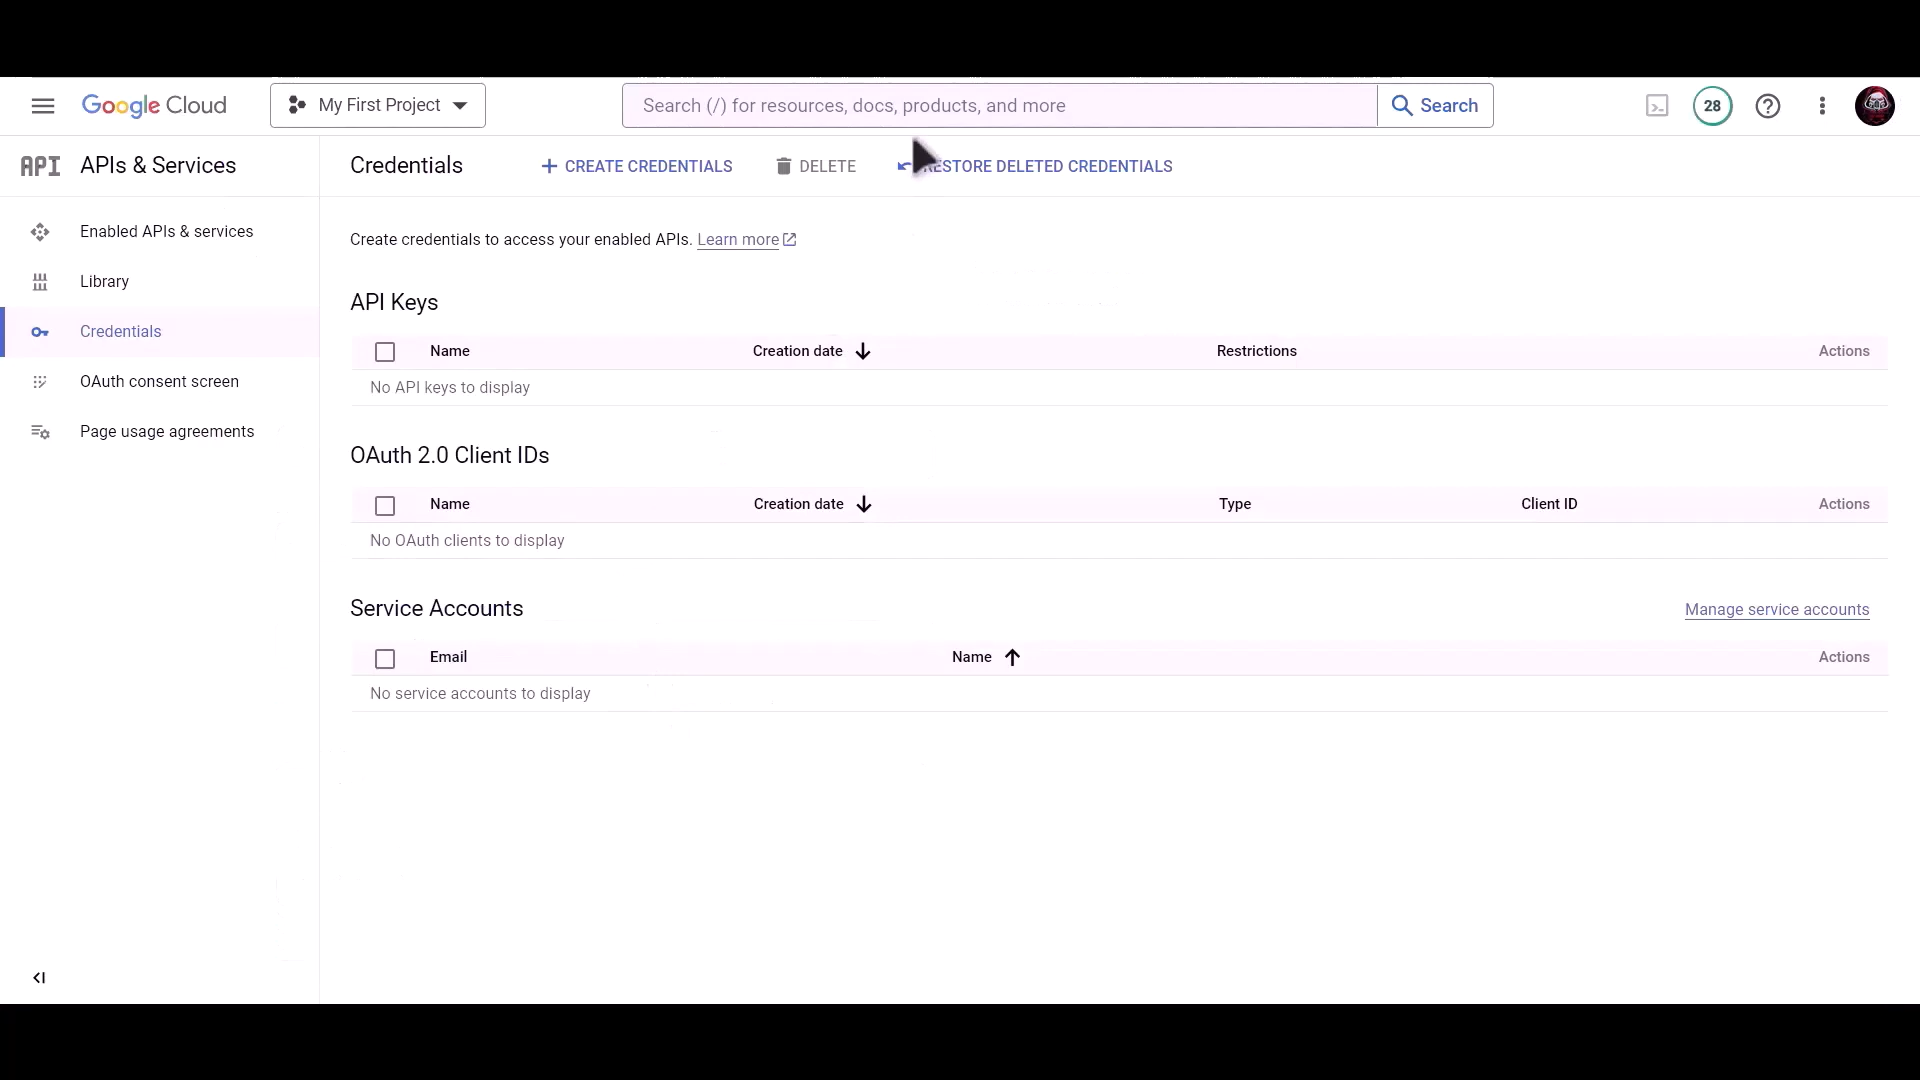 Google Cloud
My First Project
Search (/) for resources, docs, products, and more
Search
28
API
APIs & Services
Credentials
CREATE CREDENTIALS
DELETE
RESTORE DELETED CREDENTIALS
Enabled APIs & services
Library
Credentials
OAuth consent screen
Page usage agreements
Create credentials to access your enabled APIs. Learn more
API Keys
Name Creation date Restrictions Actions
No API keys to display
OAuth 2.0 Client IDs
Name Creation date Type Client ID Actions
No OAuth clients to display
Service Accounts
Manage service accounts
Email Name Actions
No service accounts to display